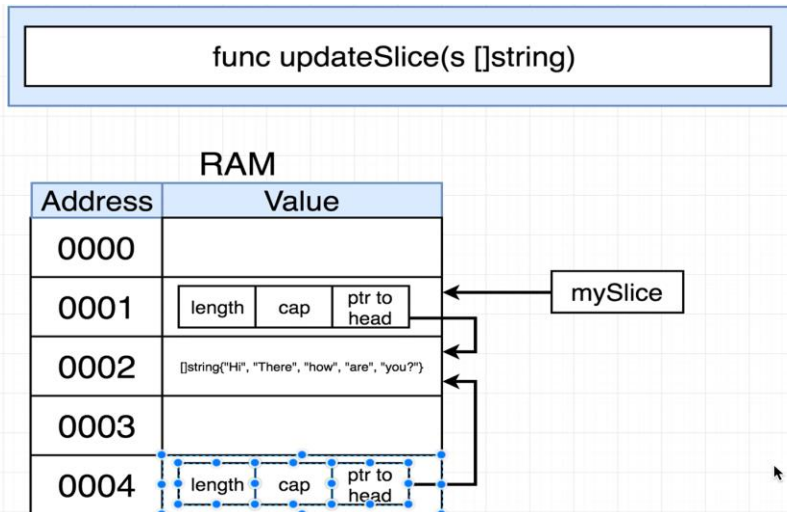 func updateSlice(s []string)
RAM
Address Value
0000
0001 length cap ptr to head
mySlice
0002 []string{"Hi", "There", "how", "are", "you?"}
0003
0004 length cap ptr to head